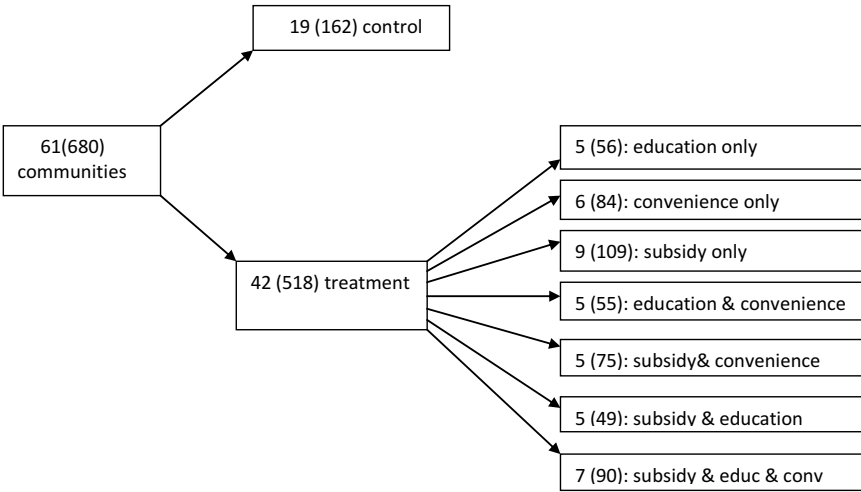 19 (162) control
61(680)
communities
42 (518) treatment
5 (56): education only
6 (84): convenience only
9 (109): subsidy only
5 (55): education & convenience
5 (75): subsidy& convenience
5 (49): subsidy & education
7 (90): subsidy & educ & conv